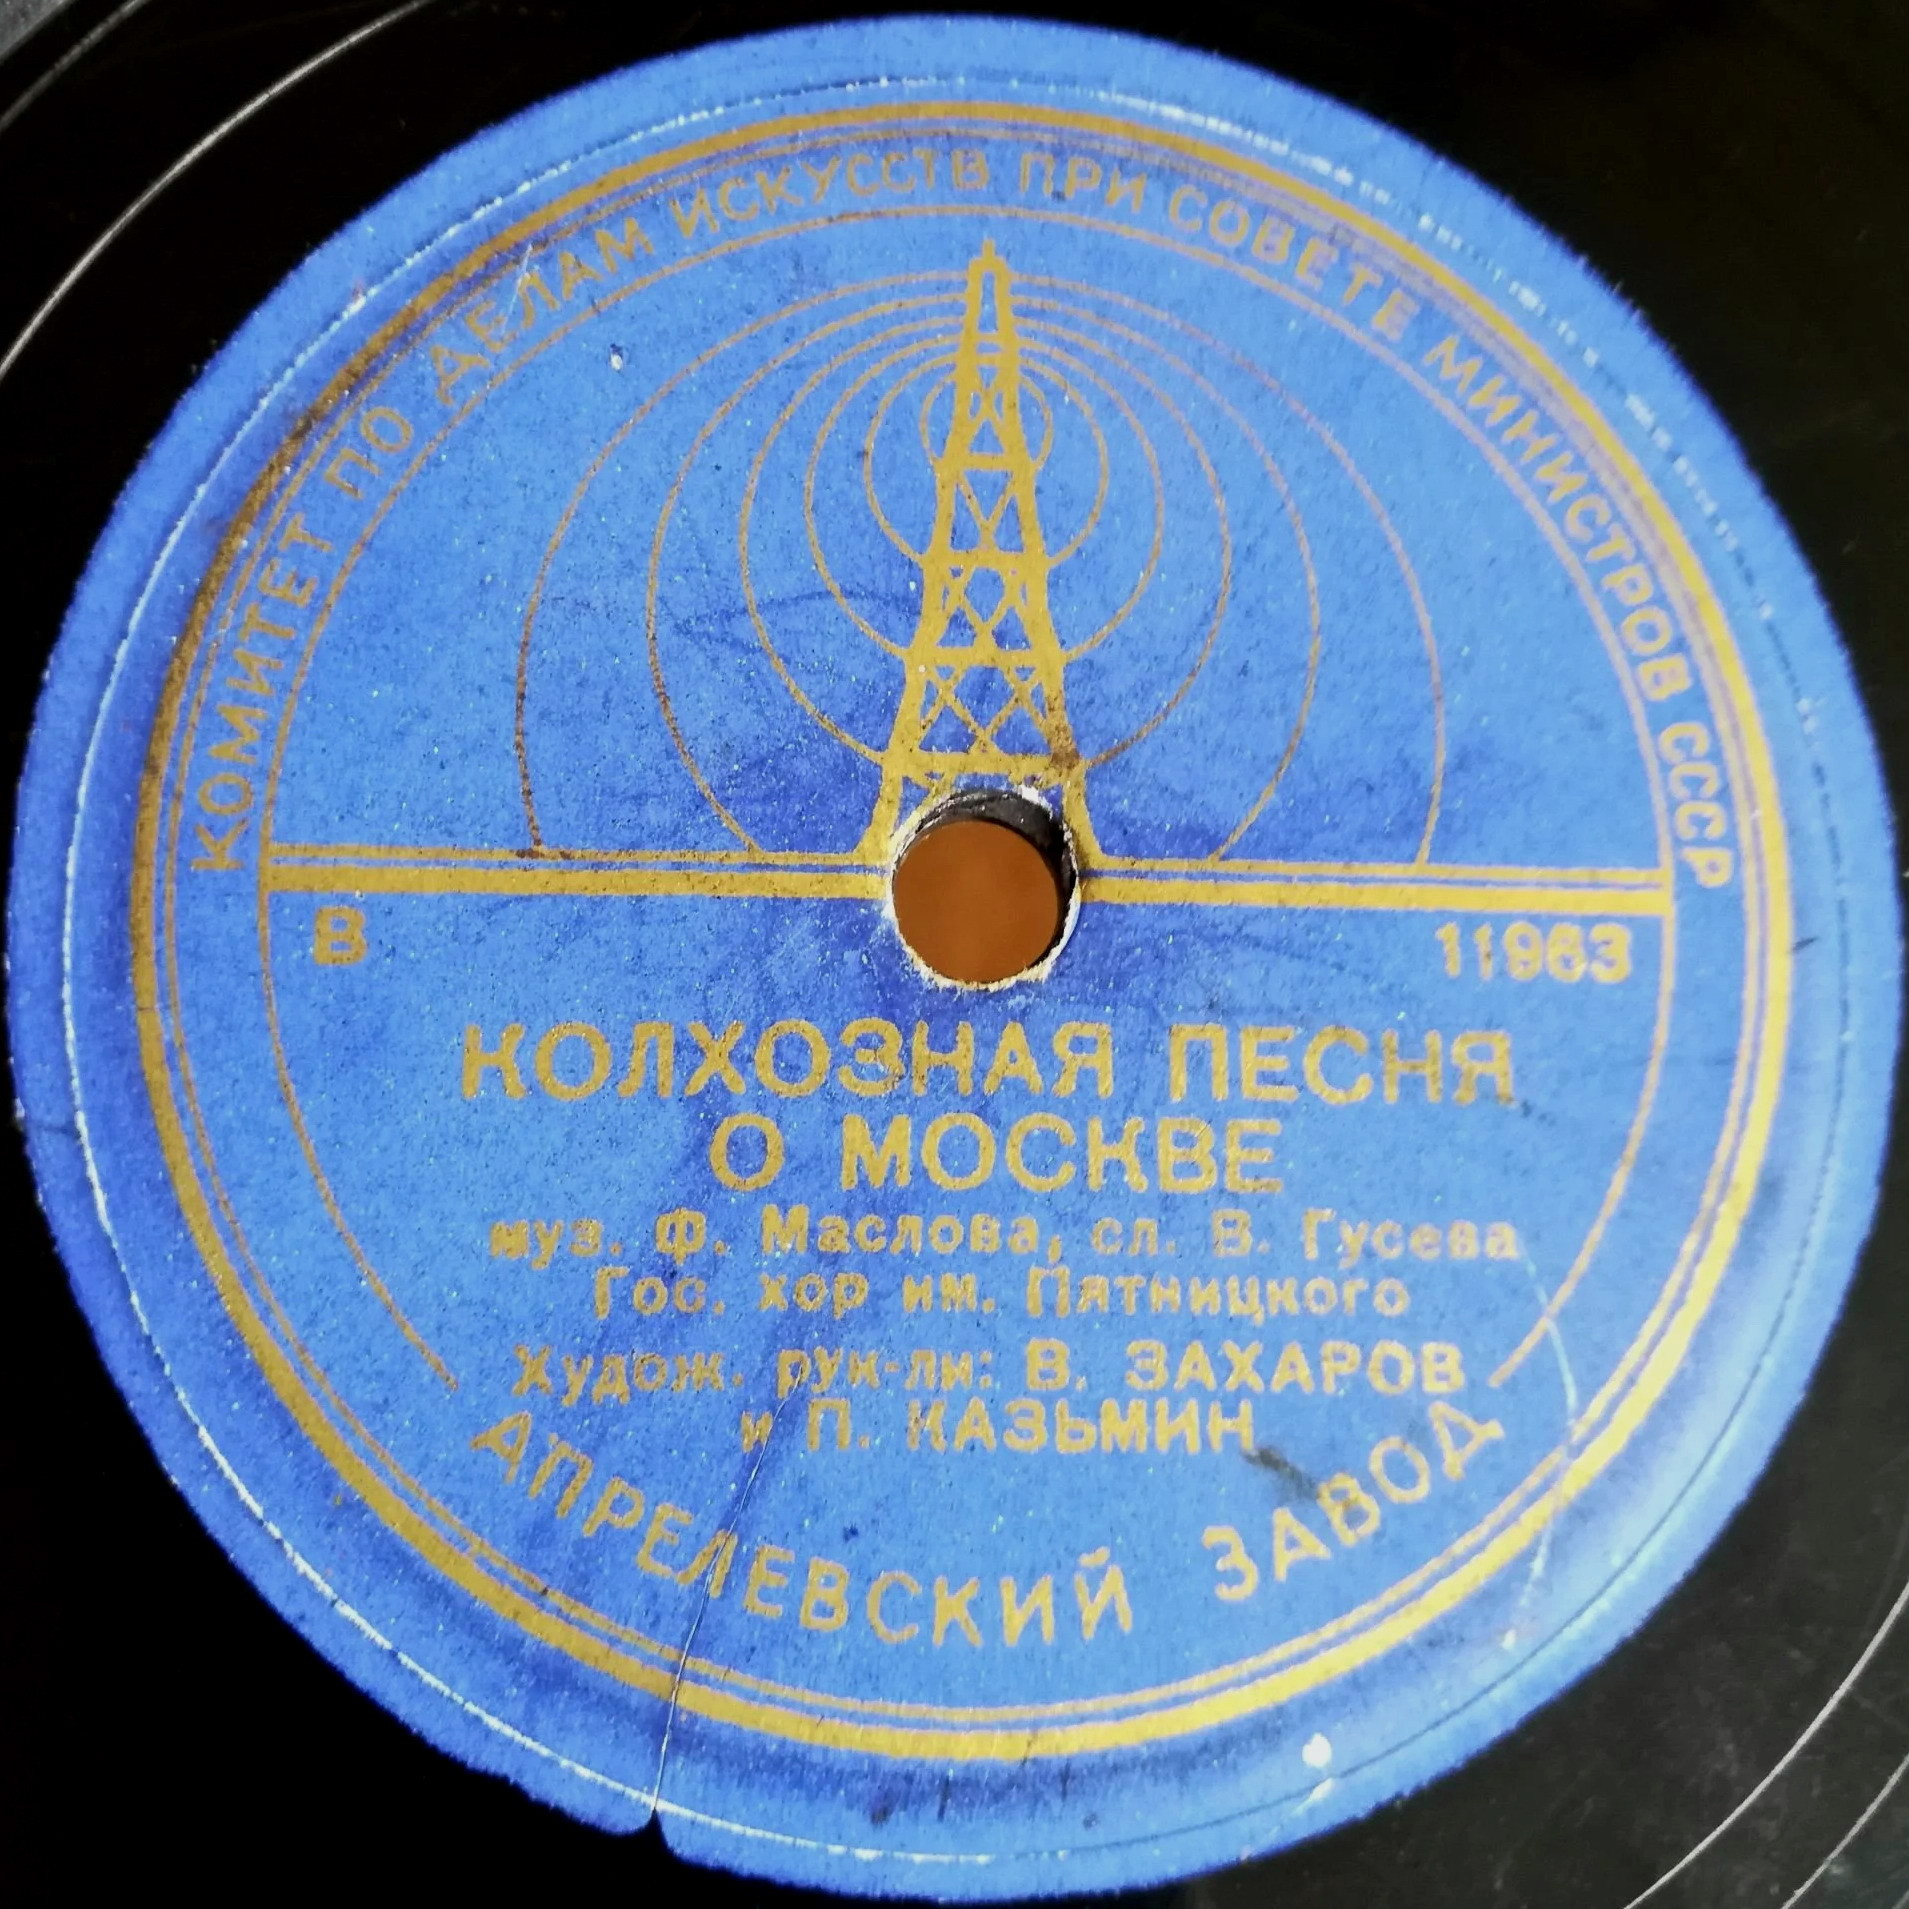 КОМИТЕТ ПО ДЕЛАМ ИСКУССТВ ПРИ СОВЕТЕ МИНИСТРОВ СССР
В 11963
КОЛХОЗНАЯ ПЕСНЯ
О МОСКВЕ
муз. Ф. Маслова, сл. В. Гусева
Гос. хор им. Пятницкого
Худож. рук-ли: В. ЗАХАРОВ
и П. КАЗЬМИН
АПРЕЛЕВСКИЙ ЗАВОД